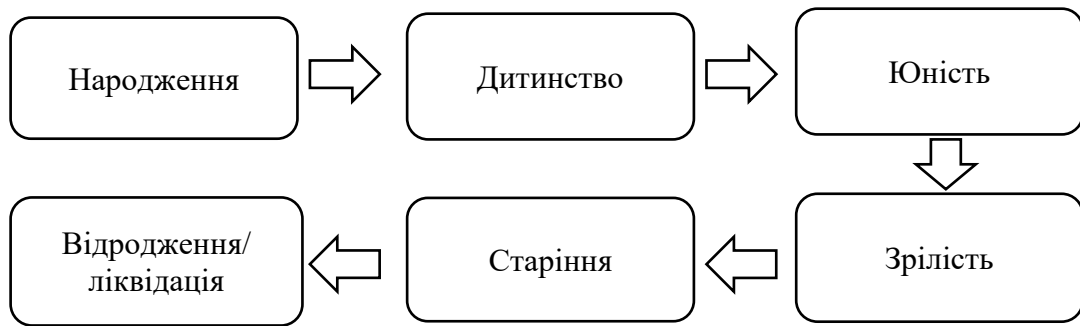 Народження
Дитинство
Юність
Зрілість
Старіння
Відродження/
ліквідація